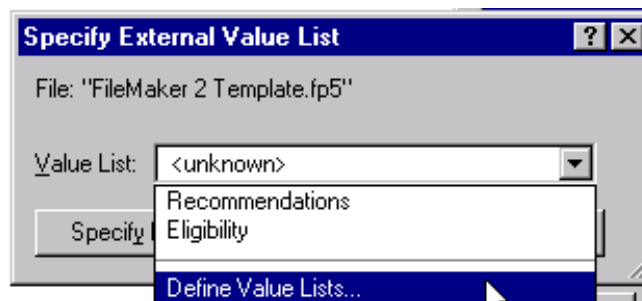 Specify External Value List
File: "FileMaker 2 Template.fp5"
Value List: <unknown>
Recommendations
Specify
Eligibility
Define Value Lists...